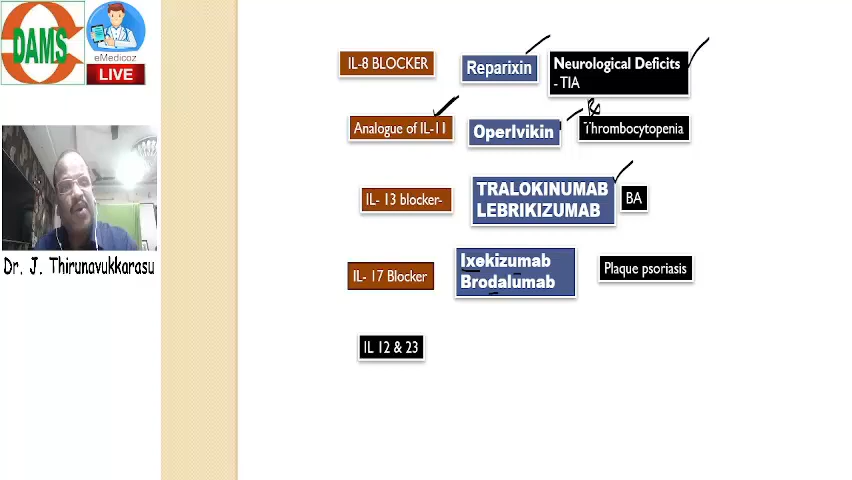 DAMS
eMedicoz
LIVE
IL-8 BLOCKER
Reparixin
Neurological Deficits
- TIA
Analogue of IL-11
Operlvikin
Thrombocytopenia
IL- 13 blocker-
TRALOKINUMAB
LEBRIKIZUMAB
BA
IL- 17 Blocker
Ixekizumab
Brodalumab
Plaque psoriasis
IL 12 & 23
Dr. J. Thirunavukkarasu